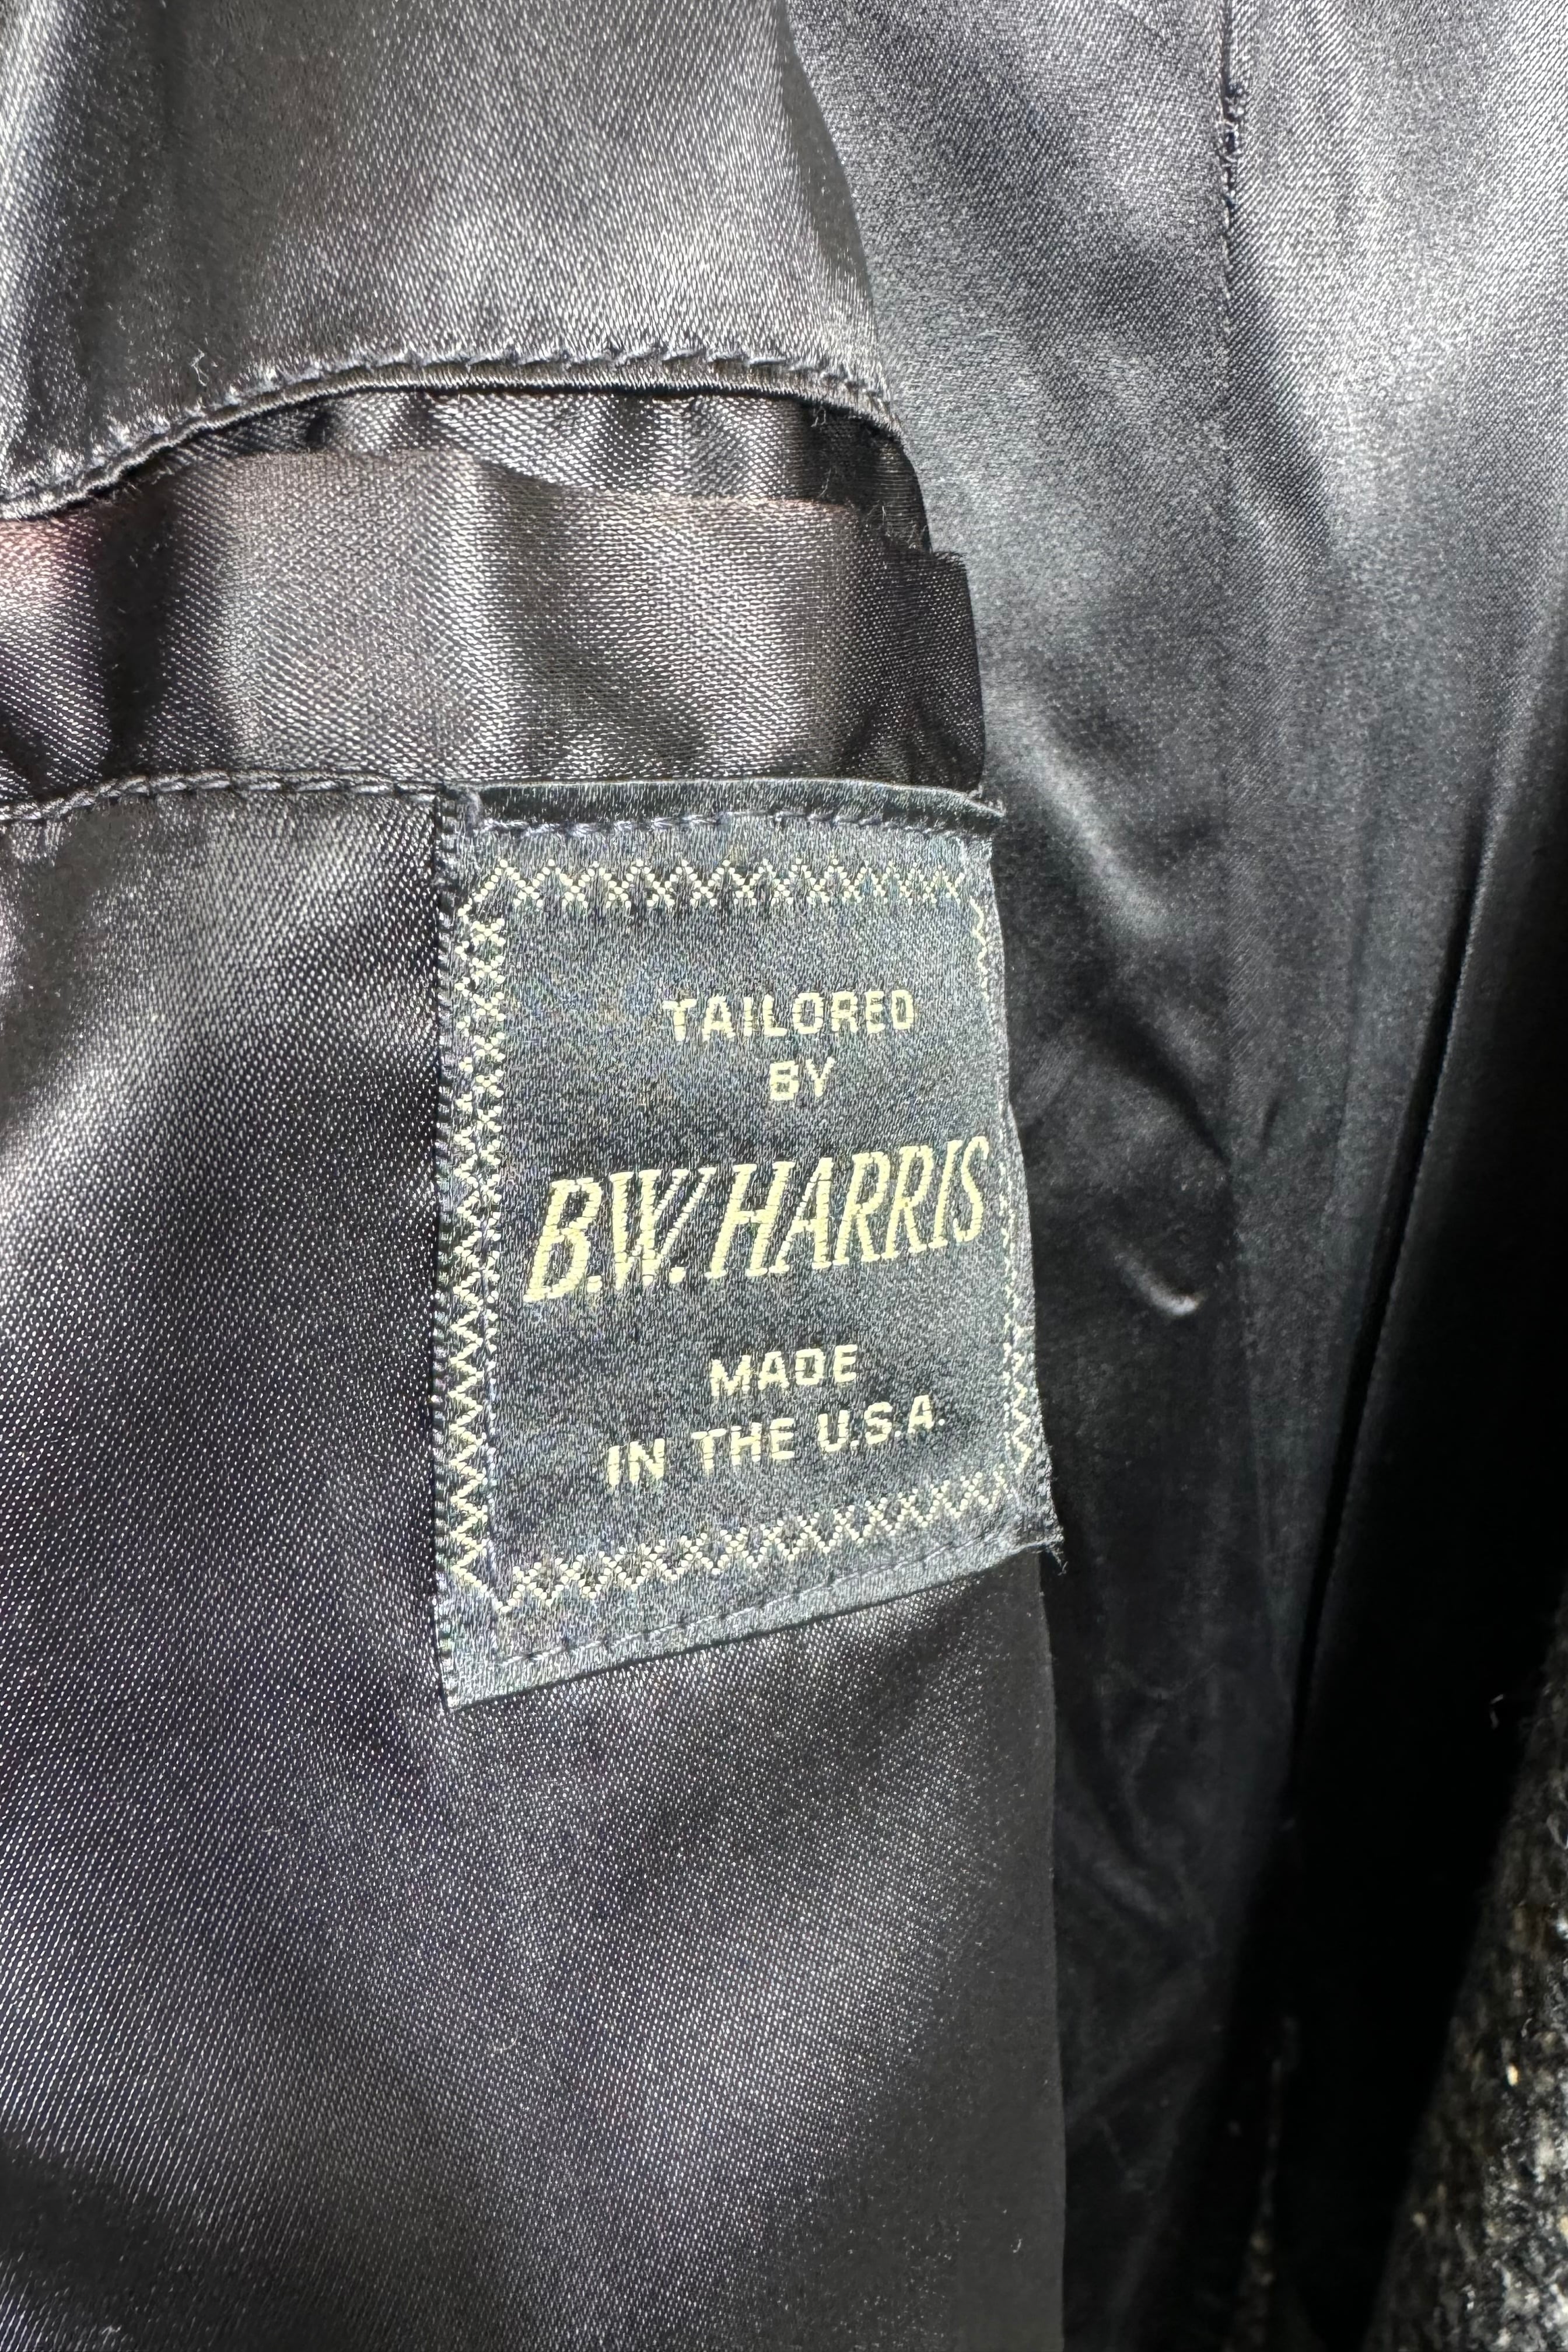 TAILORED
BY
B.W. HARRIS
MADE
IN THE U.S.A.